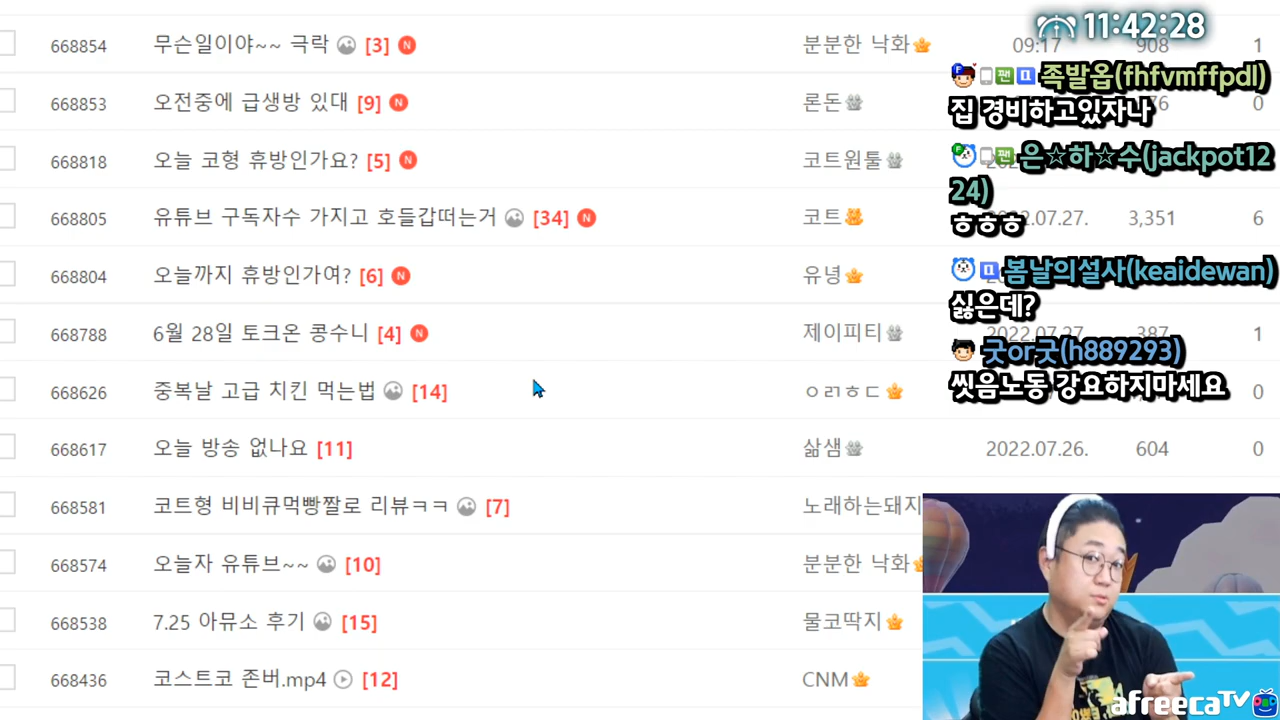 11:42:28
668854 무슨일이야~~ 극락 [3] N 분분한 낙화 09:17 908 1
668853 오전중에 급생방 있대 [9] N 론돈 0
668818 오늘 코형 휴방인가요? [5] N 코트원툴
668805 유튜브 구독자수 가지고 호들갑떠는거 [34] N 코트 2022.07.27. 3,351 6
668804 오늘까지 휴방인가여? [6] N 유녕
668788 6월 28일 토크온 콩수니 [4] N 제이피티 2022.07.27. 387 1
668626 중복날 고급 치킨 먹는법 [14] ㅇㄹㅎㄷ 0
668617 오늘 방송 없나요 [11] 삶샘 2022.07.26. 604 0
668581 코트형 비비큐먹빵짤로 리뷰ㅋㅋ [7] 노래하는돼지
668574 오늘자 유튜브~~ [10] 분분한 낙화
668538 7.25 아뮤소 후기 [15] 물코딱지
668436 코스트코 존버.mp4 [12] CNM
팬 족발옵(fhfvmffpdl)
집 경비하고있자나
팬 은☆하☆수(jackpot12
24)
ㅎㅎㅎ
봄날의설사(keaidewan)
싫은데?
굿or굿(h889293)
씻음노동 강요하지마세요
afreecaTV